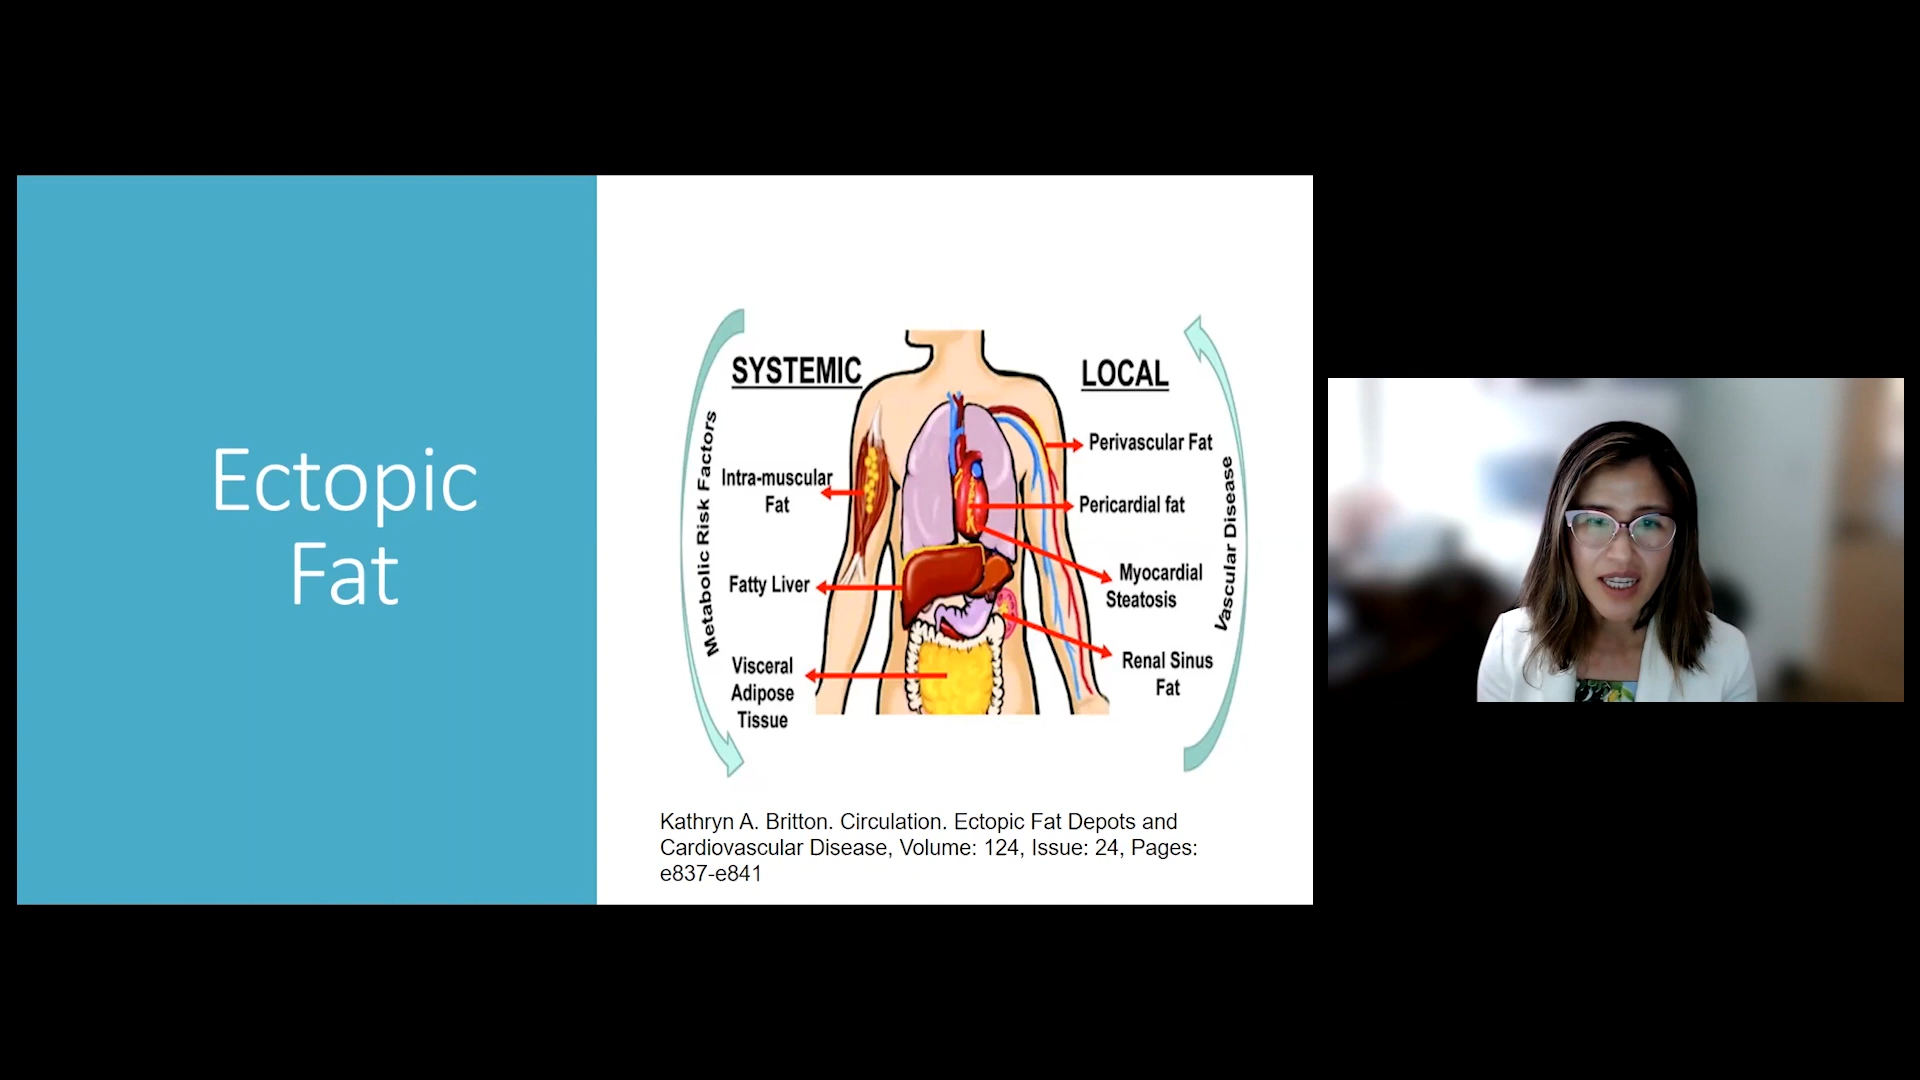 Ectopic
Fat
SYSTEMIC
Metabolic Risk Factors
Intra-muscular
Fat
Fatty Liver
Visceral
Adipose
Tissue
LOCAL
Perivascular Fat
Pericardial fat
Myocardial
Steatosis
Renal Sinus
Fat
Vascular Disease
Kathryn A. Britton. Circulation. Ectopic Fat Depots and
Cardiovascular Disease, Volume: 124, Issue: 24, Pages:
e837-e841